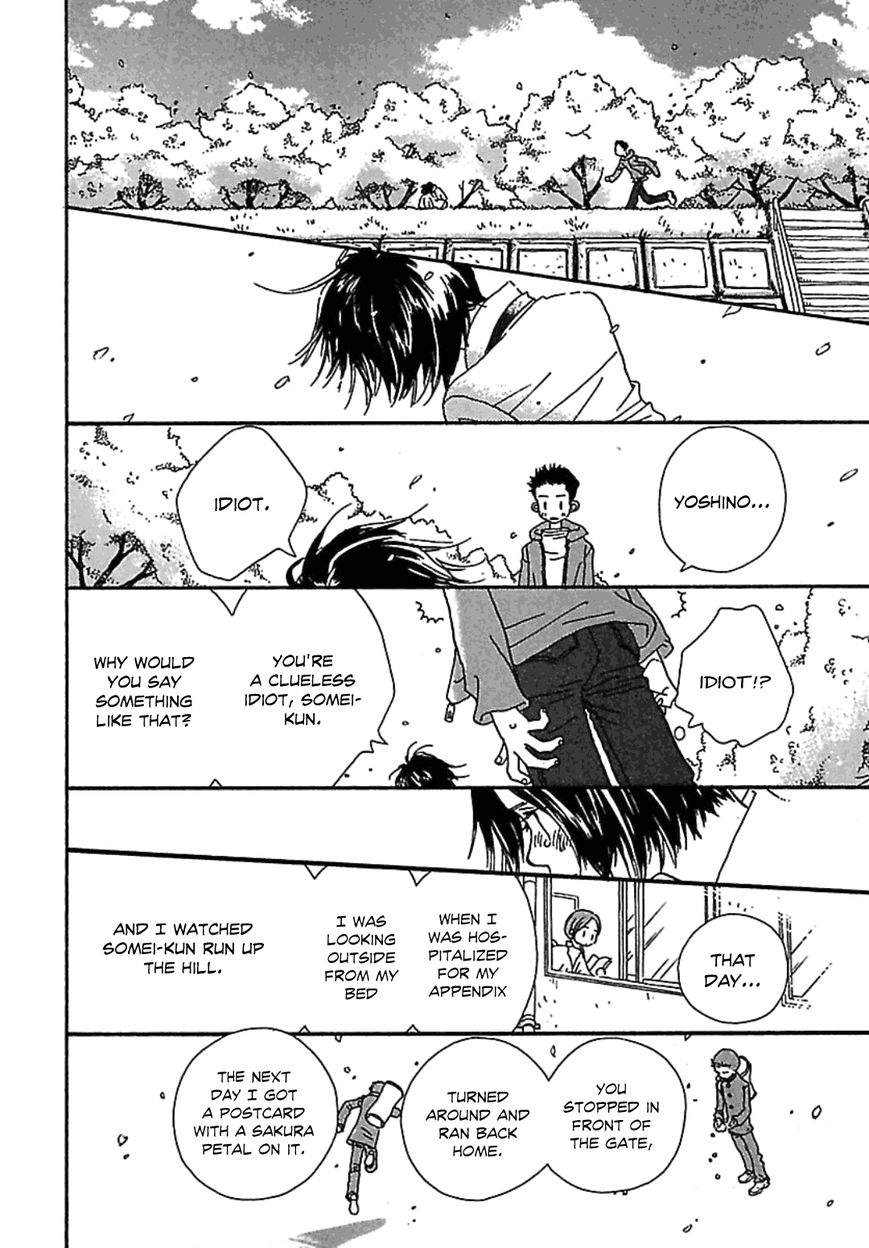 YOSHINO...
IDIOT.
IDIOT!?
YOU'RE
A CLUELESS
IDIOT, SOMEI-
KUN.
WHY WOULD
YOU SAY
SOMETHING
LIKE THAT?
THAT
DAY...
WHEN I
WAS HOS-
PITALIZED
FOR MY
APPENDIX
I WAS
LOOKING
OUTSIDE
FROM MY
BED
AND I WATCHED
SOMEI-KUN RUN UP
THE HILL.
YOU
STOPPED IN
FRONT OF
THE GATE,
TURNED
AROUND AND
RAN BACK
HOME.
THE NEXT
DAY I GOT
A POSTCARD
WITH A SAKURA
PETAL ON IT.